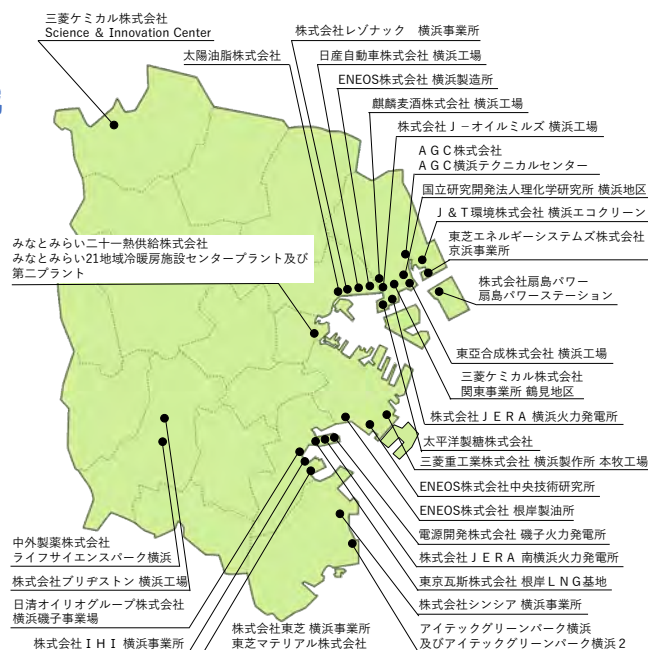 三菱ケミカル株式会社
Science & Innovation Center
株式会社レゾナック　横浜事業所
太陽油脂株式会社
日産自動車株式会社 横浜工場
ENEOS株式会社 横浜製造所
麒麟麦酒株式会社 横浜工場
株式会社Ｊ－オイルミルズ 横浜工場
ＡＧＣ株式会社
ＡＧＣ横浜テクニカルセンター
国立研究開発法人理化学研究所 横浜地区
Ｊ＆Ｔ環境株式会社 横浜エコクリーン
東芝エネルギーシステムズ株式会社
京浜事業所
みなとみらい二十一熱供給株式会社
みなとみらい21地域冷暖房施設センタープラント及び
第二プラント
株式会社扇島パワー
扇島パワーステーション
東亞合成株式会社 横浜工場
三菱ケミカル株式会社
関東事業所 鶴見地区
株式会社ＪＥＲＡ 横浜火力発電所
太平洋製糖株式会社
三菱重工業株式会社 横浜製作所 本牧工場
ENEOS株式会社中央技術研究所
ENEOS株式会社 根岸製油所
電源開発株式会社 磯子火力発電所
株式会社ＪＥＲＡ 南横浜火力発電所
東京瓦斯株式会社 根岸ＬＮＧ基地
株式会社シンシア 横浜事業所
中外製薬株式会社
ライフサイエンスパーク横浜
株式会社ブリヂストン 横浜工場
日清オイリオグループ株式会社
横浜磯子事業場
株式会社ＩＨＩ 横浜事業所
株式会社東芝 横浜事業所
東芝マテリアル株式会社
アイテックグリーンパーク横浜
及びアイテックグリーンパーク横浜２